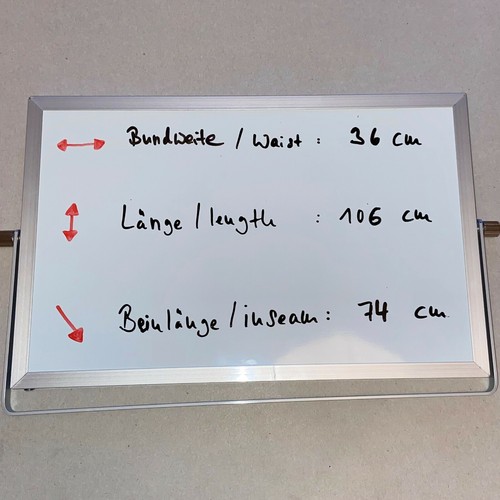 Bundweite / Waist : 36 cm
Länge / length : 106 cm
Beinlänge / inseam : 74 cm